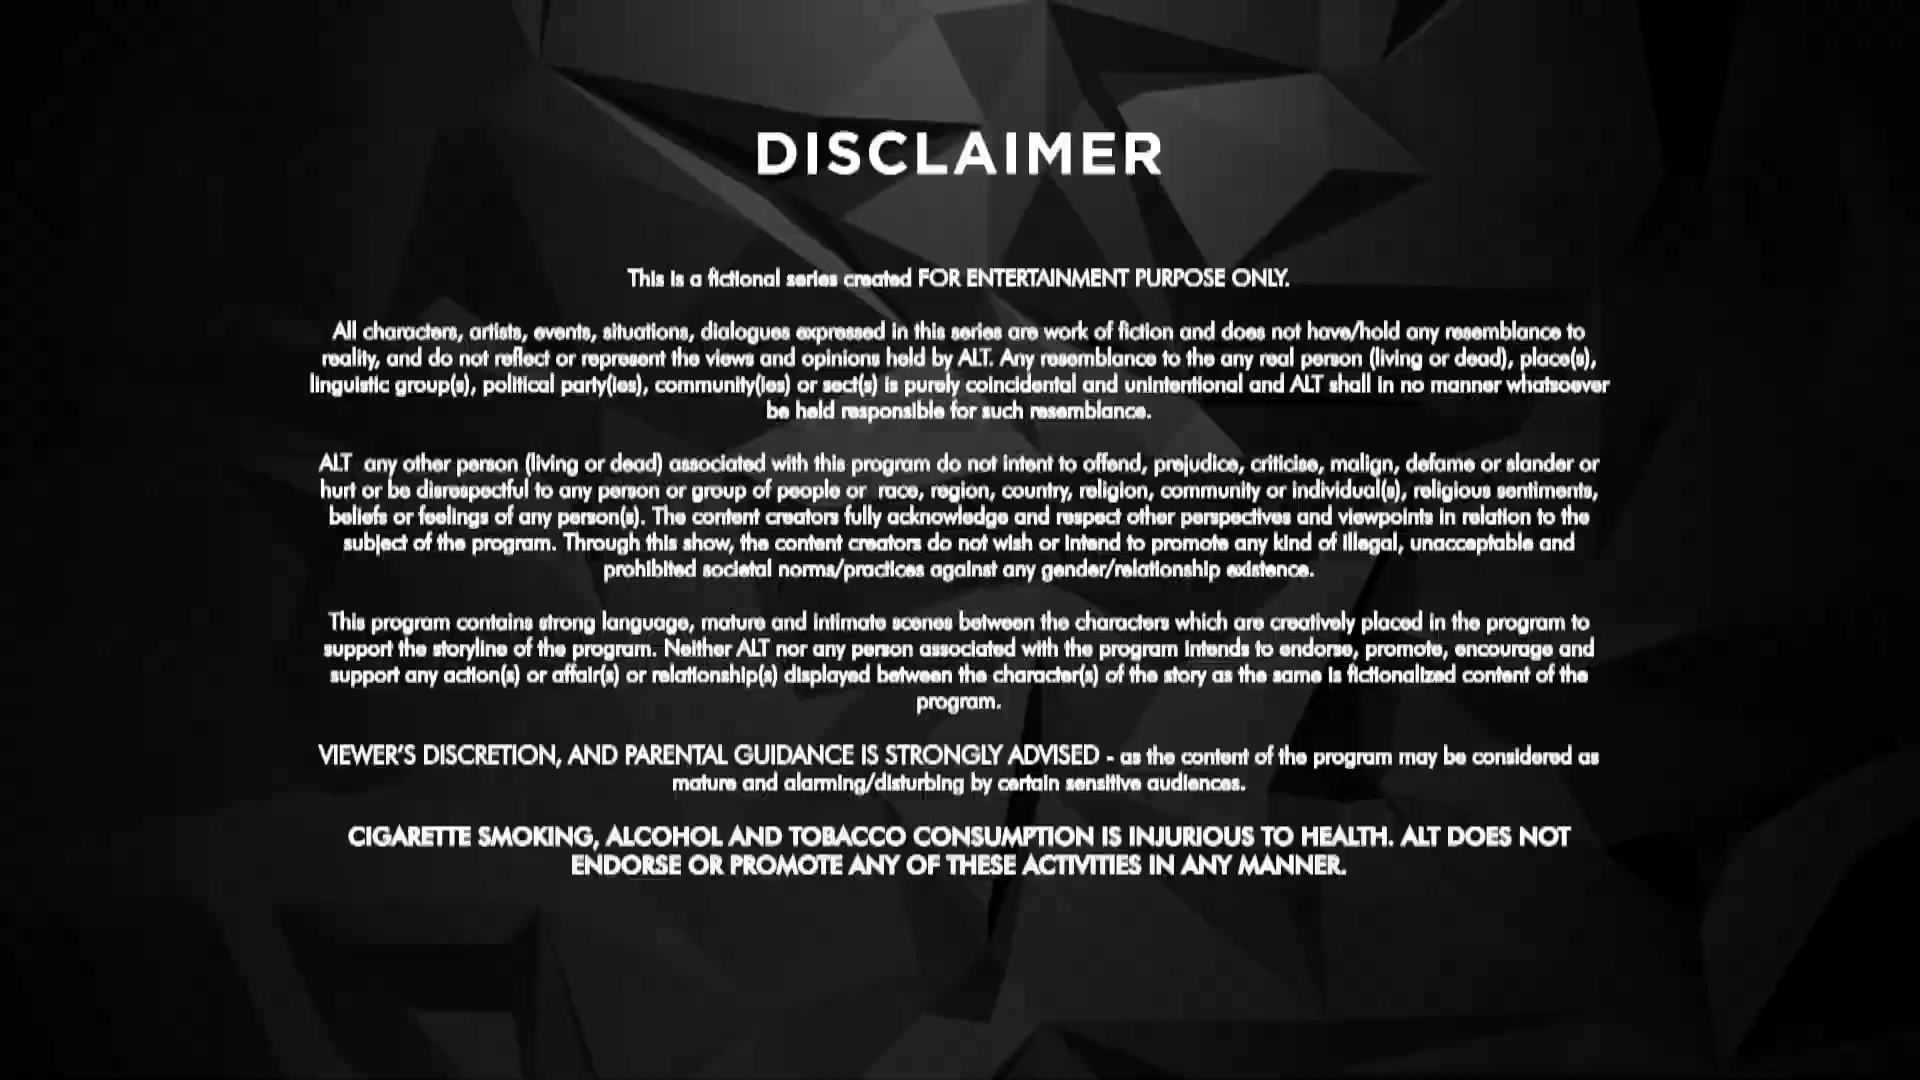 DISCLAIMER
This is a fictional series created FOR ENTERTAINMENT PURPOSE ONLY.
All characters, artists, events, situations, dialogues expressed in this series are work of fiction and does not have/hold any resemblance to
reality, and do not reflect or represent the views and opinions held by ALT. Any resemblance to the any real person (living or dead), place(s),
linguistic group(s), political party(ies), community(ies) or sect(s) is purely coincidental and unintentional and ALT shall in no manner whatsoever
be held responsible for such resemblance.
ALT  any other person (living or dead) associated with this program do not intent to offend, prejudice, criticise, malign, defame or slander or
hurt or be disrespectful to any person or group of people or  race, region, country, religion, community or individual(s), religious sentiments,
beliefs or feelings of any person(s). The content creators fully acknowledge and respect other perspectives and viewpoints in relation to the
subject of the program. Through this show, the content creators do not wish or intend to promote any kind of illegal, unacceptable and
prohibited societal norms/practices against any gender/relationship existence.
This program contains strong language, mature and intimate scenes between the characters which are creatively placed in the program to
support the storyline of the program. Neither ALT nor any person associated with the program intends to endorse, promote, encourage and
support any action(s) or affair(s) or relationship(s) displayed between the character(s) of the story as the same is fictionalized content of the
program.
VIEWER'S DISCRETION, AND PARENTAL GUIDANCE IS STRONGLY ADVISED - as the content of the program may be considered as
mature and alarming/disturbing by certain sensitive audiences.
CIGARETTE SMOKING, ALCOHOL AND TOBACCO CONSUMPTION IS INJURIOUS TO HEALTH. ALT DOES NOT
ENDORSE OR PROMOTE ANY OF THESE ACTIVITIES IN ANY MANNER.